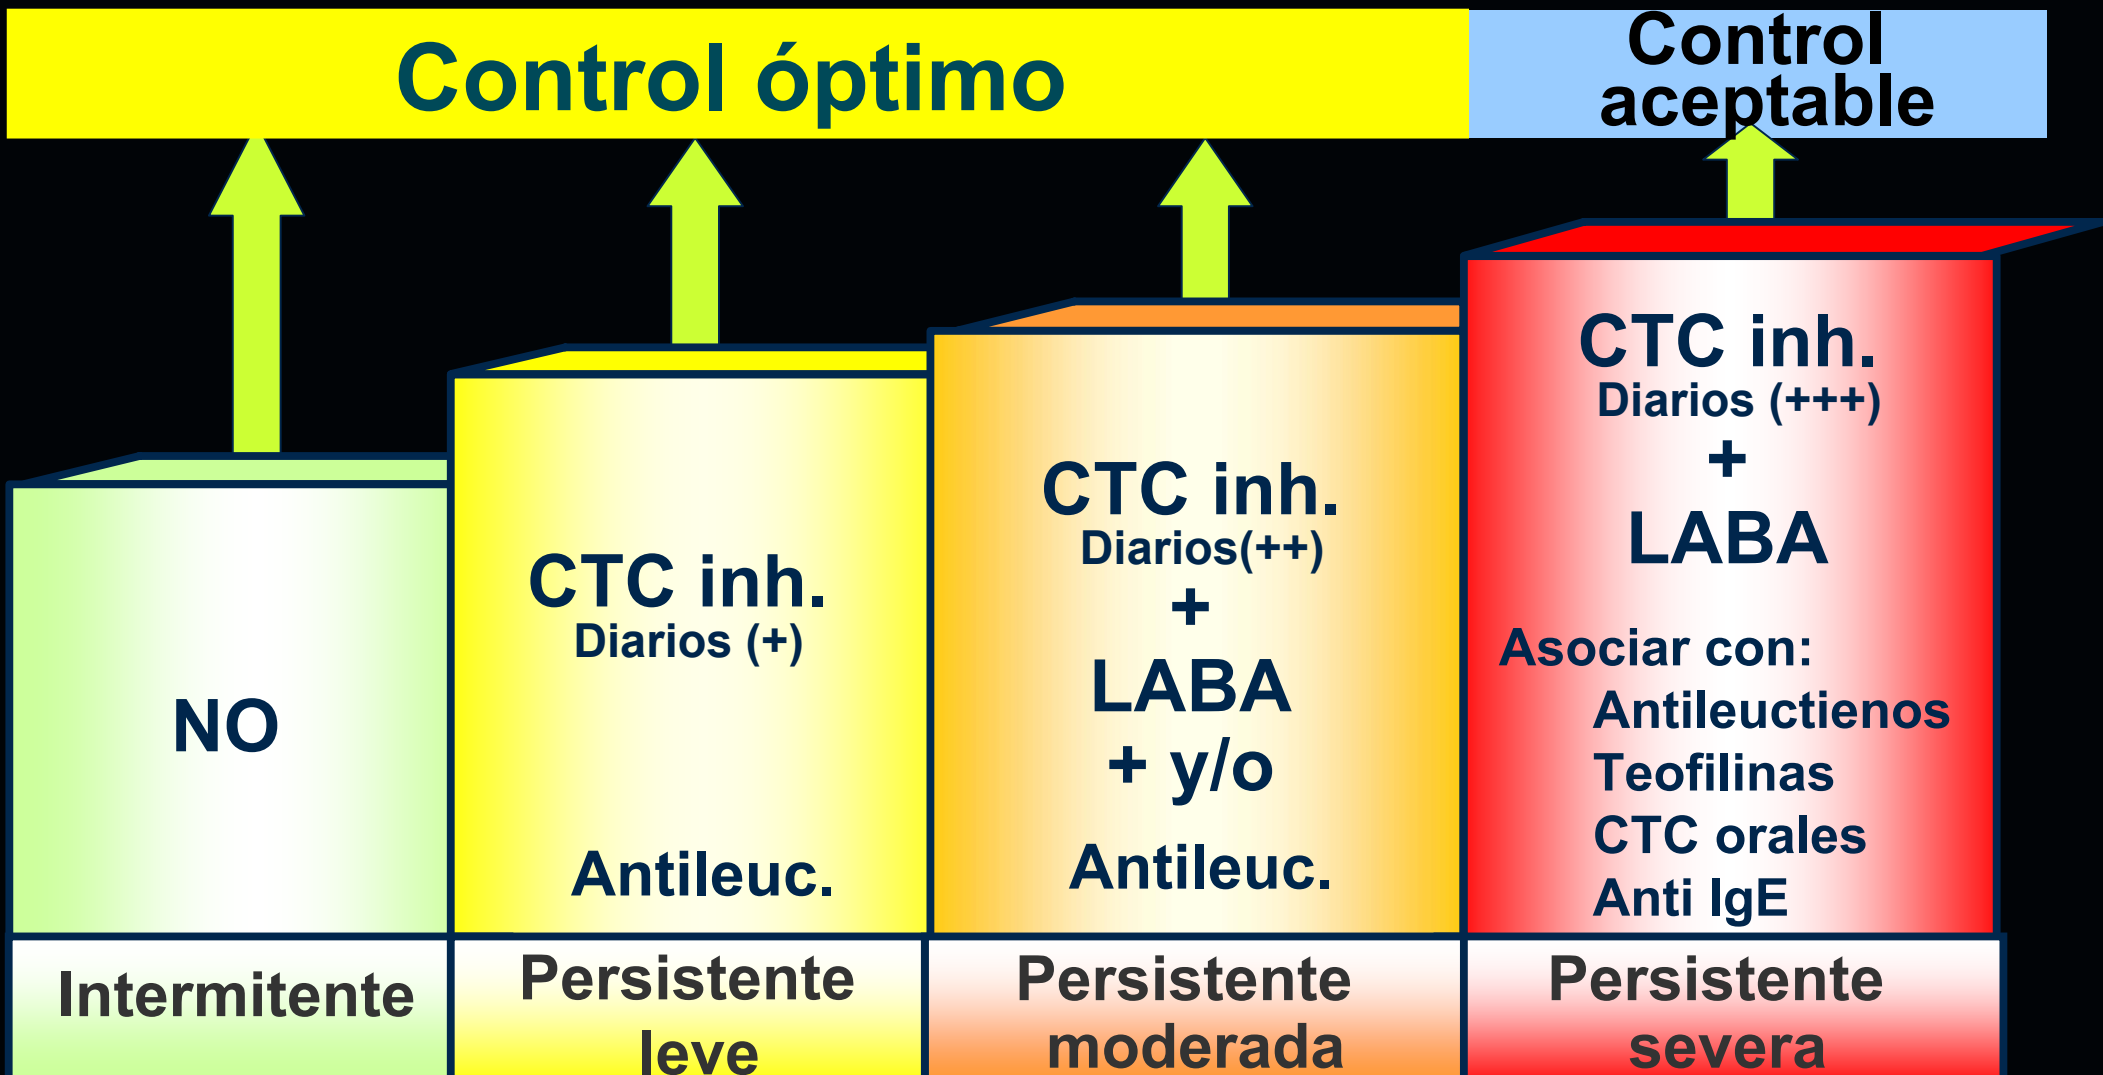 Control óptimo
Control
aceptable
NO
CTC inh.
Diarios (+)
Antileuc.
CTC inh.
Diarios(++)
+
LABA
+ y/o
Antileuc.
CTC inh.
Diarios (+++)
+
LABA
Asociar con:
Antileuctienos
Teofilinas
CTC orales
Anti IgE
Intermitente
Persistente
leve
Persistente
moderada
Persistente
severa